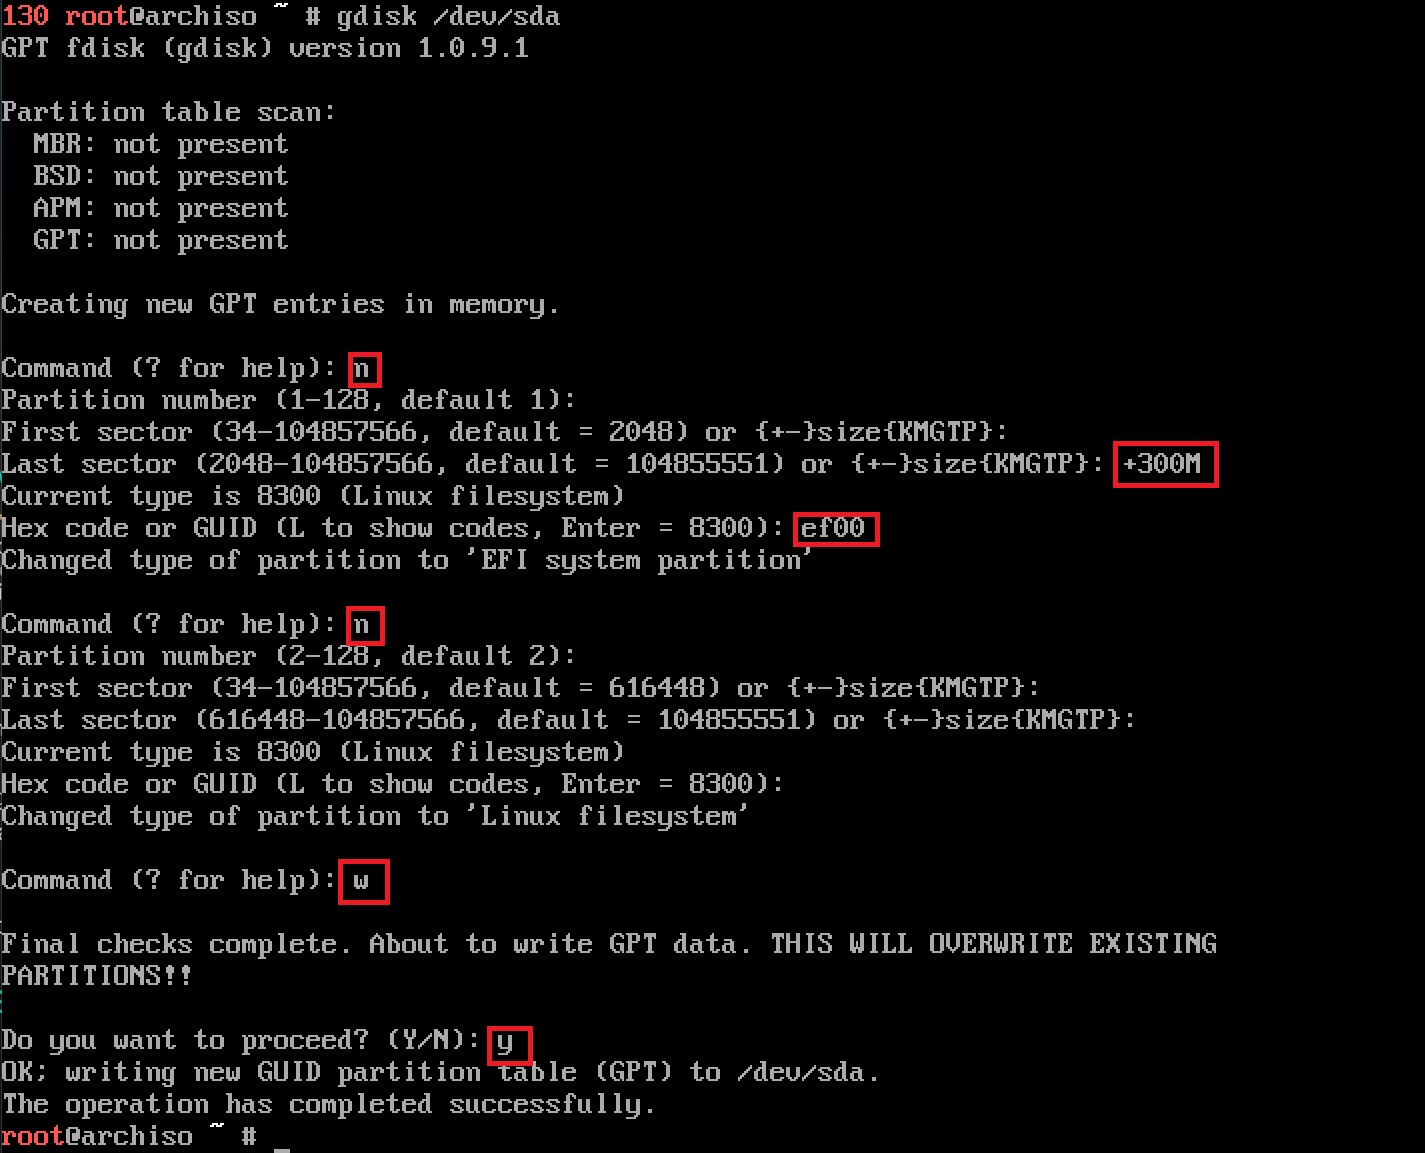 130 root@archiso ~ # gdisk /dev/sda
GPT fdisk (gdisk) version 1.0.9.1
Partition table scan:
MBR: not present
BSD: not present
APM: not present
GPT: not present
Creating new GPT entries in memory.
Command (? for help): n
Partition number (1-128, default 1):
First sector (34-104857566, default = 2048) or {+-}size{KMGTP}:
Last sector (2048-104857566, default = 104855551) or {+-}size{KMGTP}: +300M
Current type is 8300 (Linux filesystem)
Hex code or GUID (L to show codes, Enter = 8300): ef00
Changed type of partition to 'EFI system partition'
Command (? for help): n
Partition number (2-128, default 2):
First sector (34-104857566, default = 616448) or {+-}size{KMGTP}:
Last sector (616448-104857566, default = 104855551) or {+-}size{KMGTP}:
Current type is 8300 (Linux filesystem)
Hex code or GUID (L to show codes, Enter = 8300):
Changed type of partition to 'Linux filesystem'
Command (? for help): w
Final checks complete. About to write GPT data. THIS WILL OVERWRITE EXISTING
PARTITIONS!!
Do you want to proceed? (Y/N): y
OK; writing new GUID partition table (GPT) to /dev/sda.
The operation has completed successfully.
root@archiso ~ #